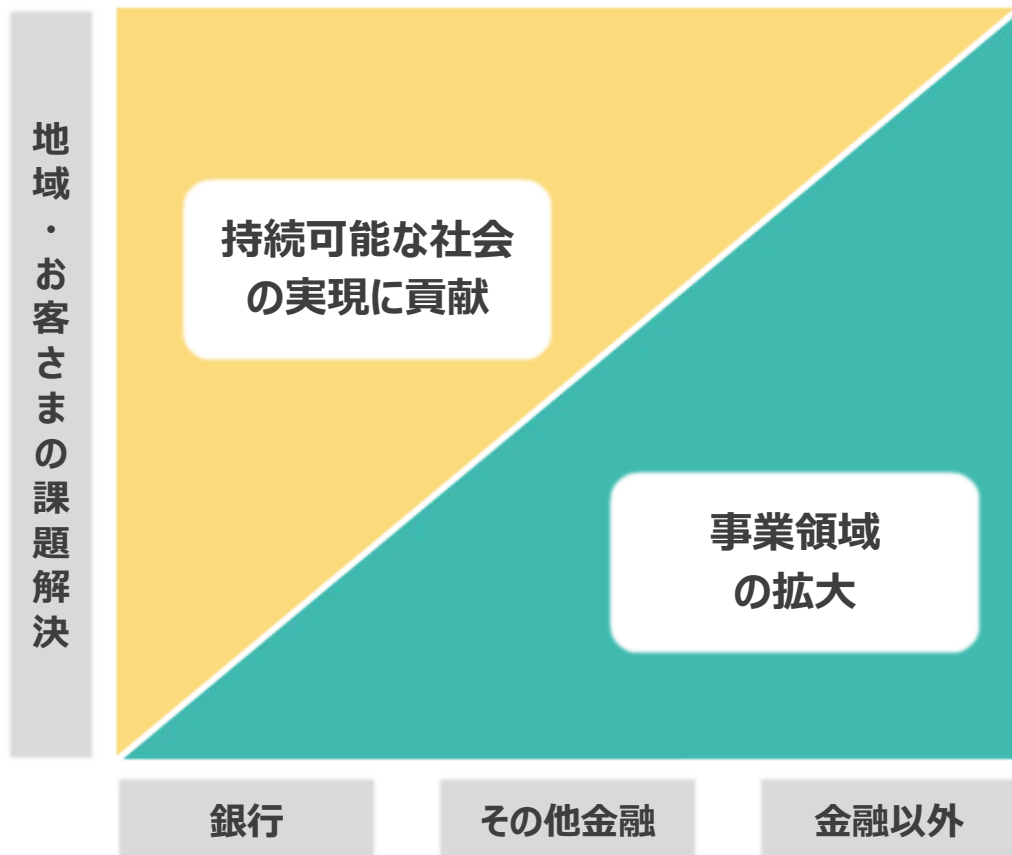 地域・お客さまの課題解決
持続可能な社会
の実現に貢献
事業領域
の拡大
銀行
その他金融
金融以外